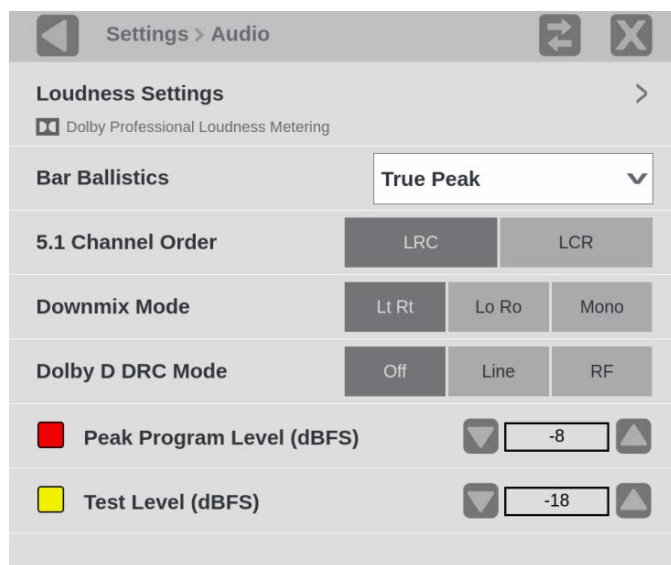 Settings > Audio
Loudness Settings >
Dolby Professional Loudness Metering
Bar Ballistics True Peak
5.1 Channel Order LRC LCR
Downmix Mode Lt Rt Lo Ro Mono
Dolby D DRC Mode Off Line RF
Peak Program Level (dBFS) -8
Test Level (dBFS) -18